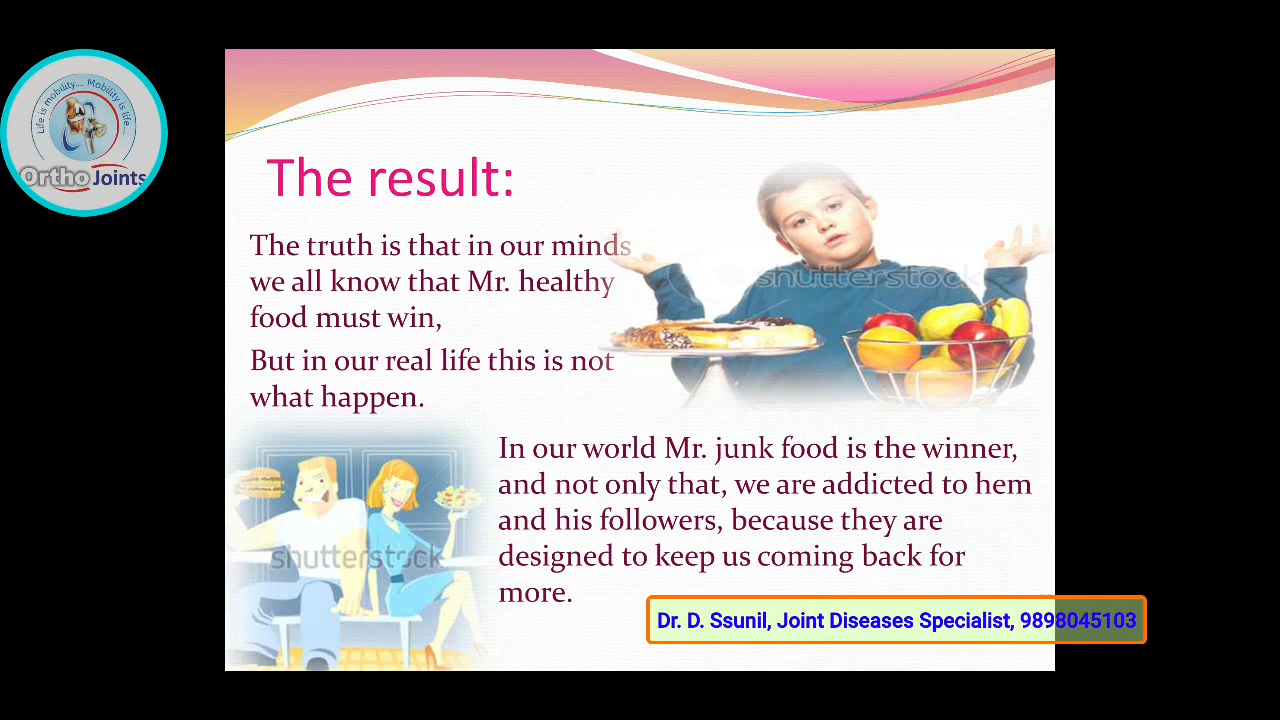 Life is mobility.... Mobility is life...
Ortho Joints
The result:
The truth is that in our minds
we all know that Mr. healthy
food must win,
But in our real life this is not
what happen.
shutterstock
In our world Mr. junk food is the winner,
and not only that, we are addicted to hem
and his followers, because they are
designed to keep us coming back for
more.
shutterstock
Dr. D. Ssunil, Joint Diseases Specialist, 9898045103